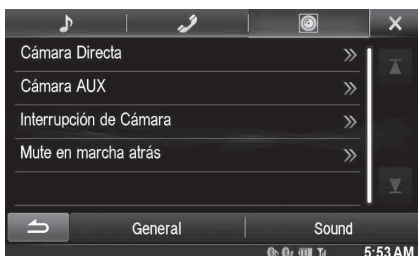 Cámara Directa
Cámara AUX
Interrupción de Cámara
Mute en marcha atrás
General Sound
5:53 AM